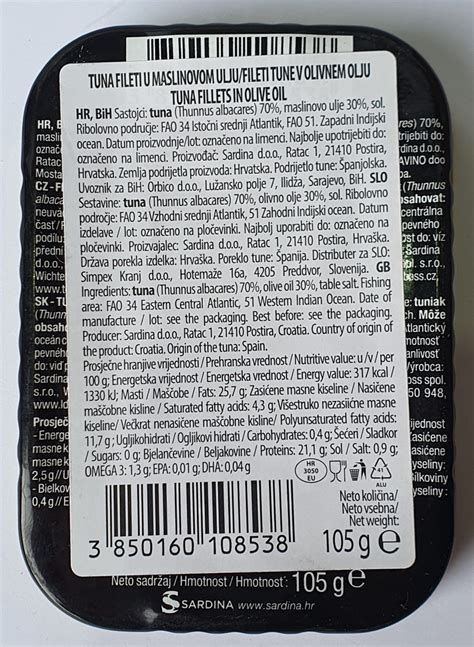 TUNA FILETI U MASLINOVOM ULJU/FILETI TUNE V OLIVNEM OLJU
TUNA FILLETS IN OLIVE OIL
HR, BiH Sastojci: tuna (Thunnus albacares) 70%, maslinovo ulje 30%, sol.
Ribolovno područje: FAO 34 Istočni srednji Atlantik, FAO 51. Zapadni Indijski
ocean. Datum proizvodnje/lot: označeno na limenci. Najbolje upotrijebiti do:
označeno na limenci. Proizvođač: Sardina d.o.o., Ratac 1, 21410 Postira,
Hrvatska. Zemlja podrijetla proizvoda: Hrvatska. Podrijetlo tune: Španjolska.
Uvoznik za BiH: Orbico d.o.o., Lužansko polje 7, Ilidža, Sarajevo, BiH. SLO
Sestavine: tuna (Thunnus albacares) 70%, olivno olje 30%, sol. Ribolovno
področje: FAO 34 Vzhodni srednji Atlantic, 51 Zahodni Indijski ocean. Datum
izdelave / lot: označeno na pločevinki. Najbolj uporabiti do: označeno na
pločevinki. Proizvajalec: Sardina d.o.o., Ratac 1, 21410 Postira, Hrvaška.
Država porekla izdelka: Hrvaška. Poreklo tune: Španija. Distributer za SLO:
Simpex Kranj d.o.o., Hotemaže 16a, 4205 Preddvor, Slovenija. GB
Ingredients: tuna (Thunnus albacares) 70%, olive oil 30%, table salt. Fishing
area: FAO 34 Eastern Central Atlantic, 51 Western Indian Ocean. Date of
manufacture / lot: see the packaging. Best before: see the packaging.
Producer: Sardina d.o.o., Ratac 1, 21410 Postira, Croatia. Country of origin of
the product: Croatia. Origin of the tuna: Spain.
Prosječne hranjive vrijednosti / Prehranska vrednost / Nutritive value: u / v / per
100 g: Energetska vrijednost / Energetska vrednost / Energy value: 317 kcal /
1330 kJ; Masti / Maščobe / Fats: 25,7 g; Zasićene masne kiseline / Nasičene
maščobne kisline / Saturated fatty acids: 4,3 g; Višestruko nezasićene masne
kiseline/Večkrat nenasičene maščobne kisline/ Polyunsaturated fatty acids:
11,7 g; Ugljikohidrati / Ogljikovi hidrati / Carbohydrates: 0,4 g; Šećeri / Sladkor
/ Sugars: 0 g; Bjelančevine / Beljakovine / Proteins: 21,1 g; Sol / Salt: 0,9 g;
OMEGA 3: 1,3 g; EPA: 0,01 g; DHA: 0,04 g
HR
3050
EU
41
ALU
Neto količina/
Neto vsebna/
Net weight:
105 g e
3 850160 108538
Neto sadržaj / Hmotnost / Hmotnosť: 105 g e
SARDINA www.sardina.hr